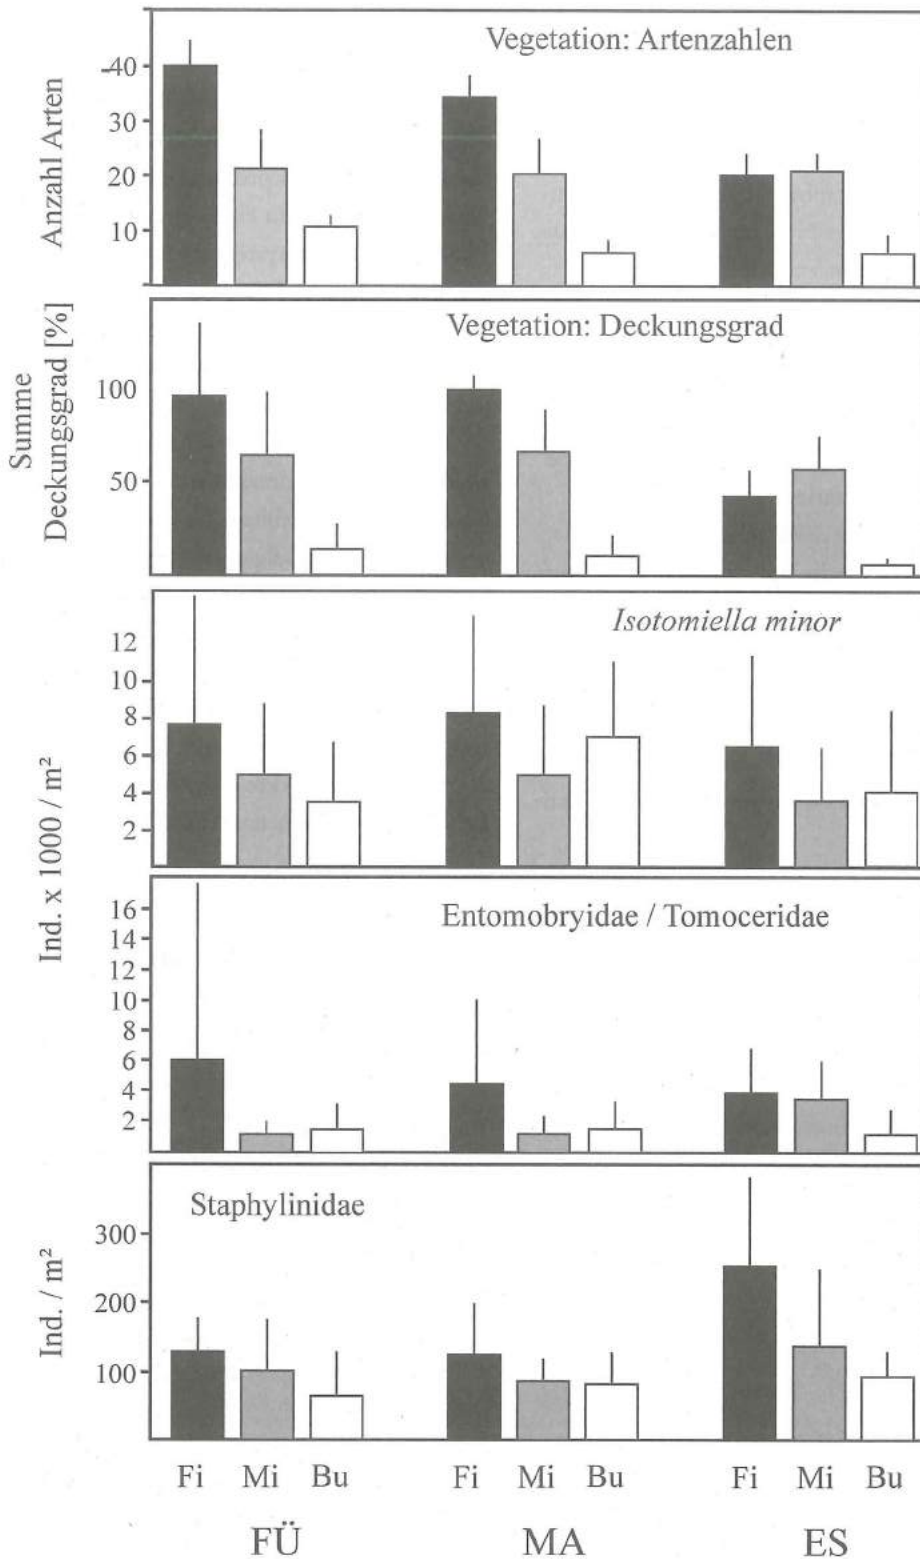 Vegetation: Artenzahlen
Anzahl Arten
40
30
20
10
Vegetation: Deckungsgrad
Summe
Deckungsgrad [%]
100
50
Isotomiella minor
12
10
8
6
4
2
Ind. x 1000 / m²
Entomobryidae / Tomoceridae
16
14
12
10
8
6
4
2
Staphylinidae
Ind. / m²
300
200
100
Fi Mi Bu Fi Mi Bu Fi Mi Bu
FÜ MA ES